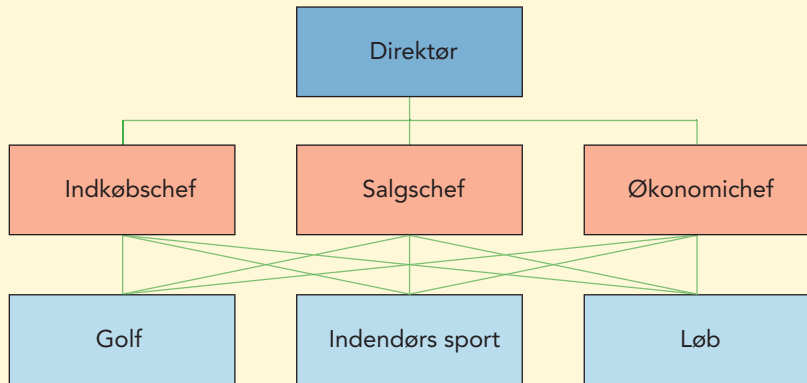 Direktør
Indkøbschef
Salgschef
Økonomichef
Golf
Indendørs sport
Løb